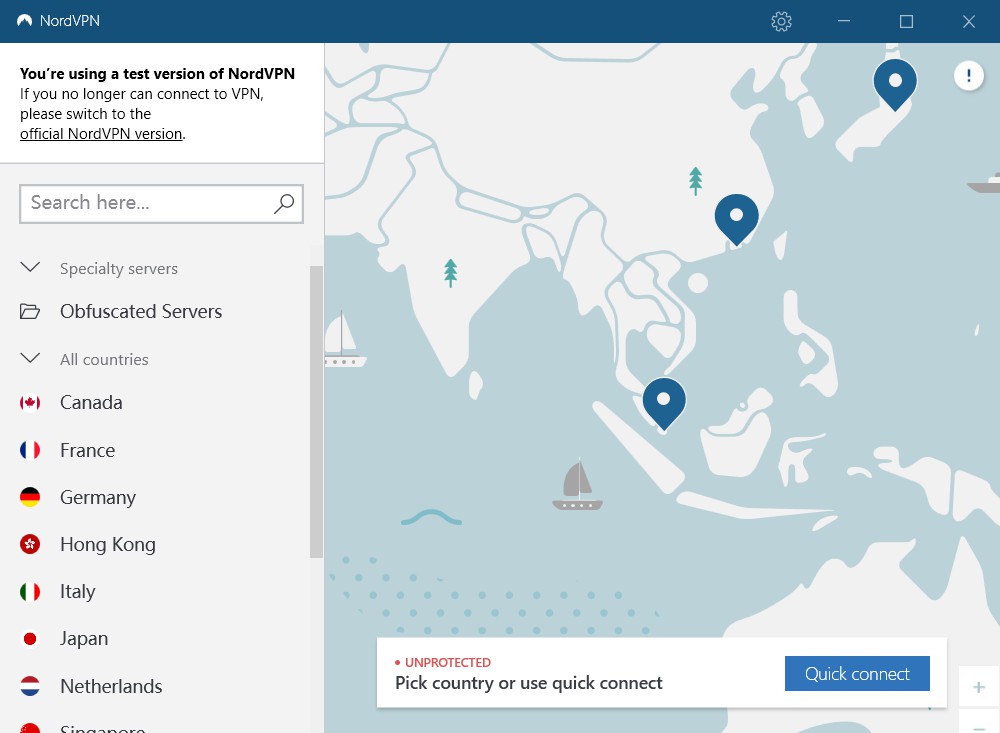 NordVPN
You’re using a test version of NordVPN
If you no longer can connect to VPN,
please switch to the
official NordVPN version.
Search here...
Specialty servers
Obfuscated Servers
All countries
Canada
France
Germany
Hong Kong
Italy
Japan
Netherlands
Singapore
!
• UNPROTECTED
Pick country or use quick connect
Quick connect
+
−